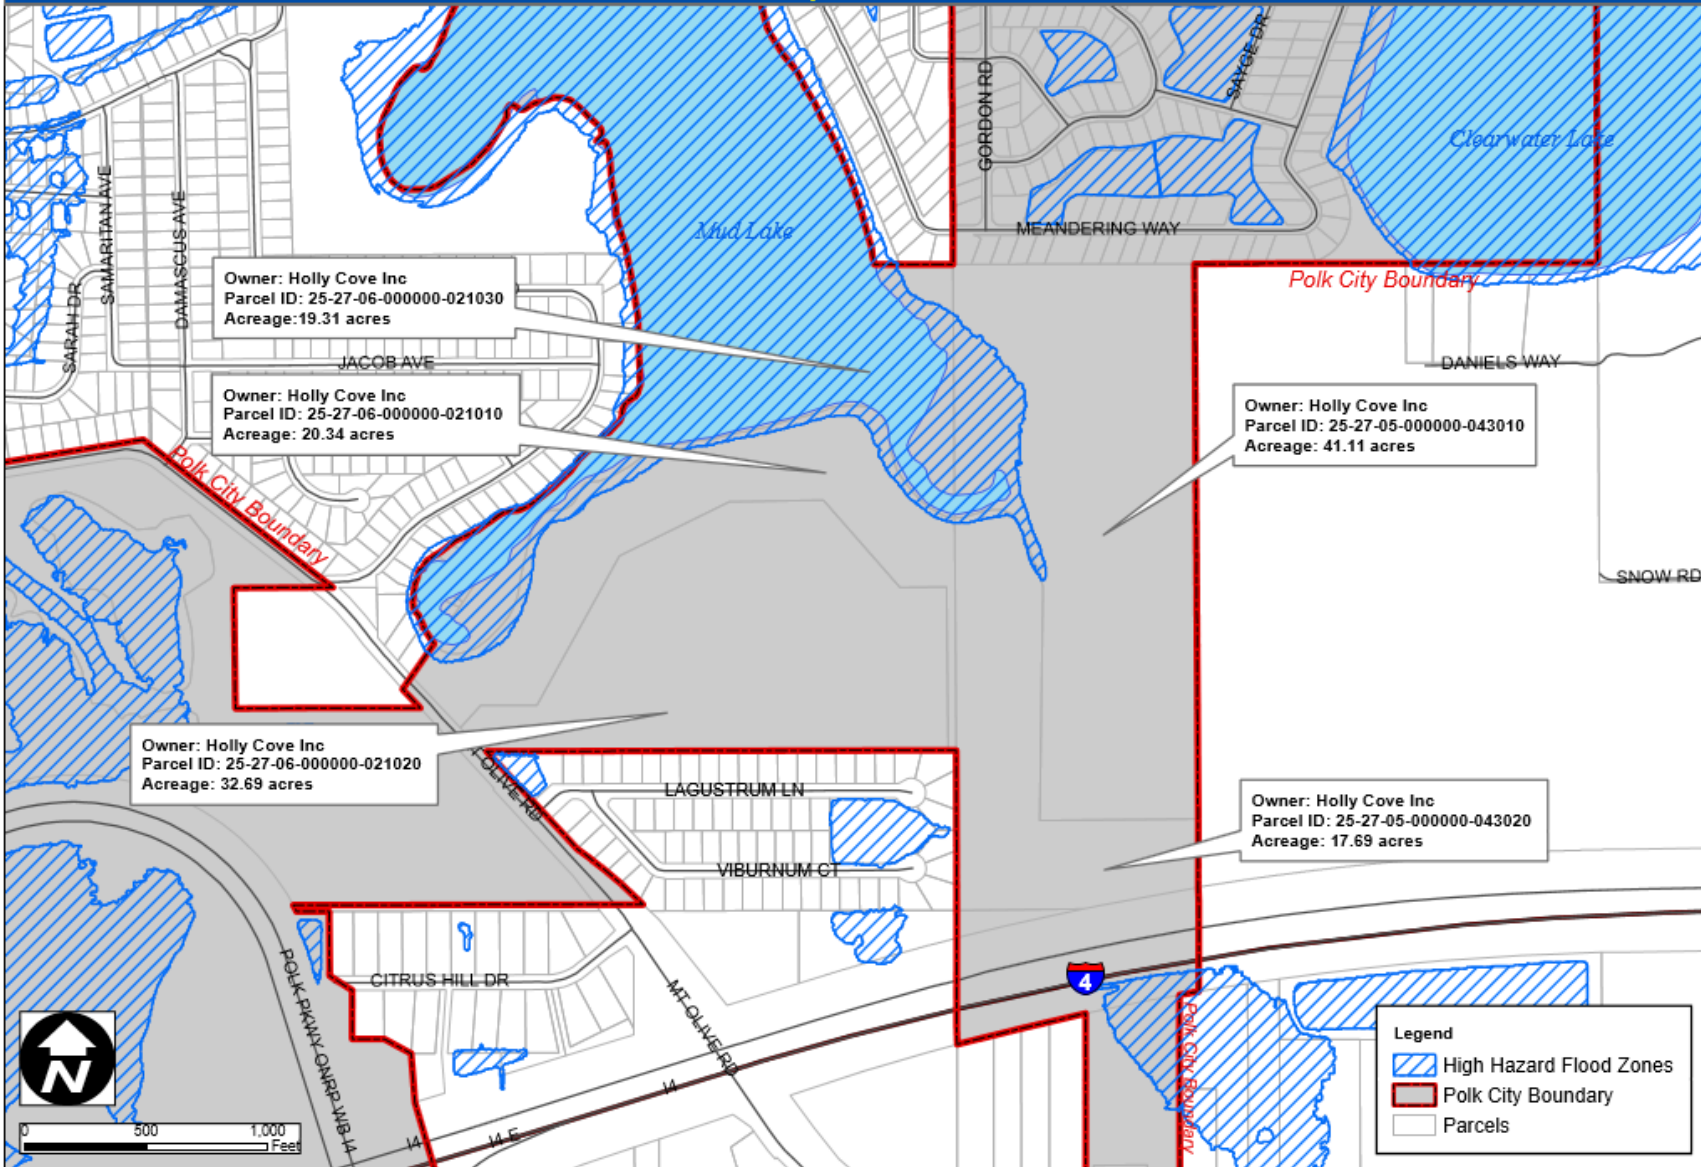 SAYGE DR
GORDON RD
Clearwater Lake
SAMARITAN AVE
DAMASCUS AVE
Mud Lake
MEANDERING WAY
Polk City Boundary
Owner: Holly Cove Inc
Parcel ID: 25-27-06-000000-021030
Acreage:19.31 acres
SARAH DR
JACOB AVE
DANIELS WAY
Owner: Holly Cove Inc
Parcel ID: 25-27-06-000000-021010
Acreage: 20.34 acres
Owner: Holly Cove Inc
Parcel ID: 25-27-05-000000-043010
Acreage: 41.11 acres
Polk City Boundary
SNOW RD
Owner: Holly Cove Inc
Parcel ID: 25-27-06-000000-021020
Acreage: 32.69 acres
OLIVE RD
LAGUSTRUM LN
VIBURNUM CT
Owner: Holly Cove Inc
Parcel ID: 25-27-05-000000-043020
Acreage: 17.69 acres
CITRUS HILL DR
POLK PKWY ONRP WB I4
MT OLIVE RD
4
Polk City Boundary
I4
I4
I4 E
N
0 500 1,000
Feet
Legend
High Hazard Flood Zones
Polk City Boundary
Parcels